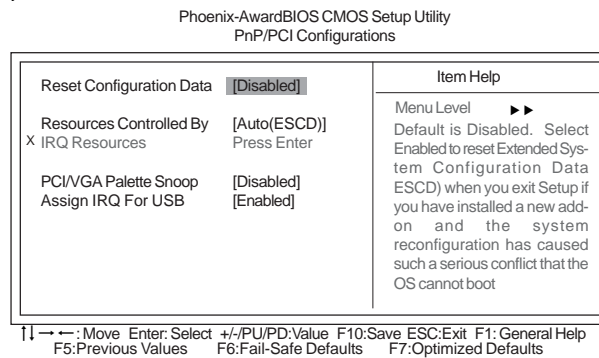 Phoenix-AwardBIOS CMOS Setup Utility
PnP/PCI Configurations
Reset Configuration Data [Disabled]
Resources Controlled By [Auto(ESCD)]
X IRQ Resources Press Enter
PCI/VGA Palette Snoop [Disabled]
Assign IRQ For USB [Enabled]
Item Help
Menu Level ►►
Default is Disabled. Select
Enabled to reset Extended Sys-
tem Configuration Data
ESCD) when you exit Setup if
you have installed a new add-
on and the system
reconfiguration has caused
such a serious conflict that the
OS cannot boot
↑↓→←: Move Enter: Select +/-/PU/PD:Value F10:Save ESC:Exit F1: General Help
F5:Previous Values F6:Fail-Safe Defaults F7:Optimized Defaults